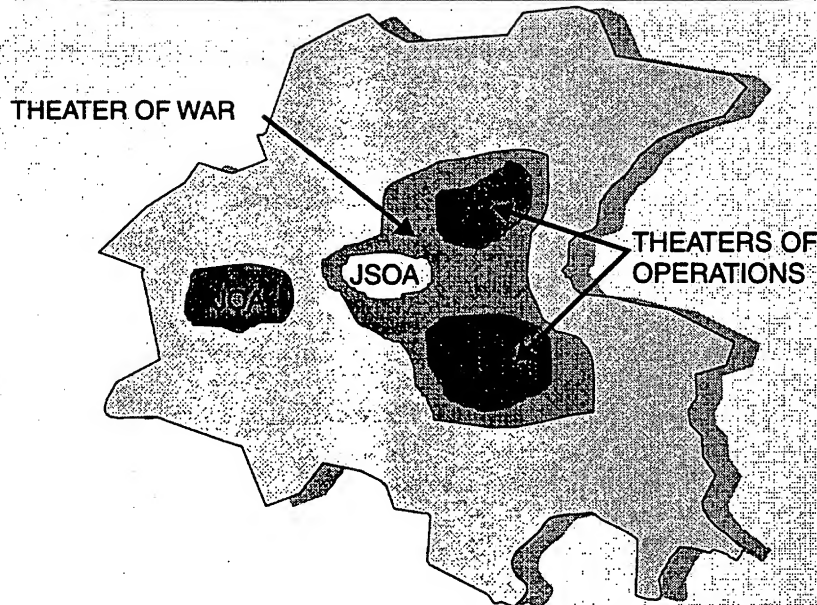 THEATER OF WAR
THEATERS OF
OPERATIONS
JSOA
JOA